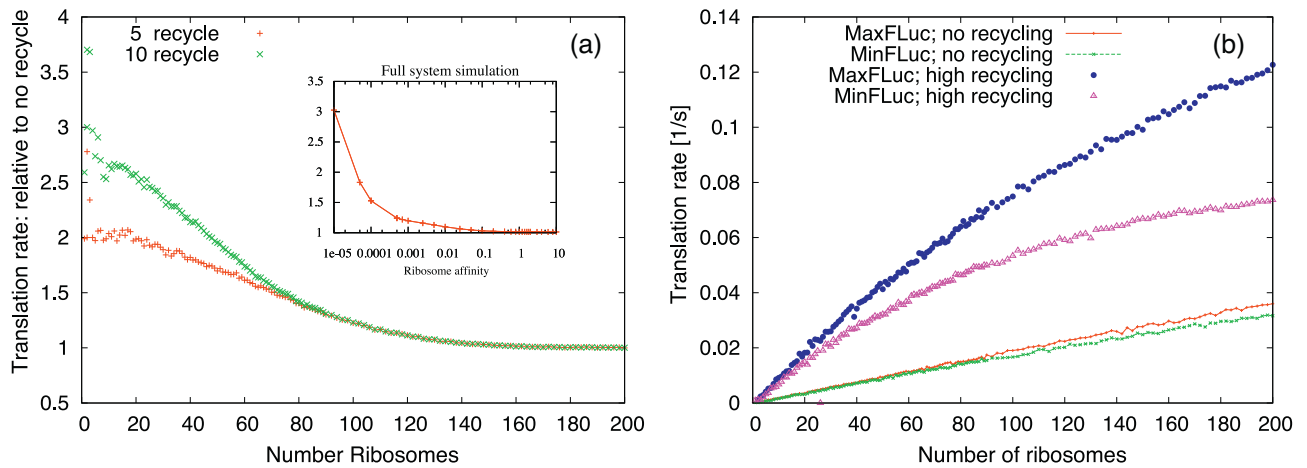 Translation rate: relative to no recycle
4
3.5
3
2.5
2
1.5
1
0.5
5 recycle
10 recycle
(a)
Full system simulation
3.5
3
2.5
2
1.5
1
1e-05 0.0001 0.001 0.01 0.1 1 10
Ribosome affinity
0 20 40 60 80 100 120 140 160 180 200
Number Ribosomes
Translation rate [1/s]
0.14
0.12
0.1
0.08
0.06
0.04
0.02
0
MaxFLuc; no recycling
MinFLuc; no recycling
MaxFLuc; high recycling
MinFLuc; high recycling
(b)
0 20 40 60 80 100 120 140 160 180 200
Number of ribosomes